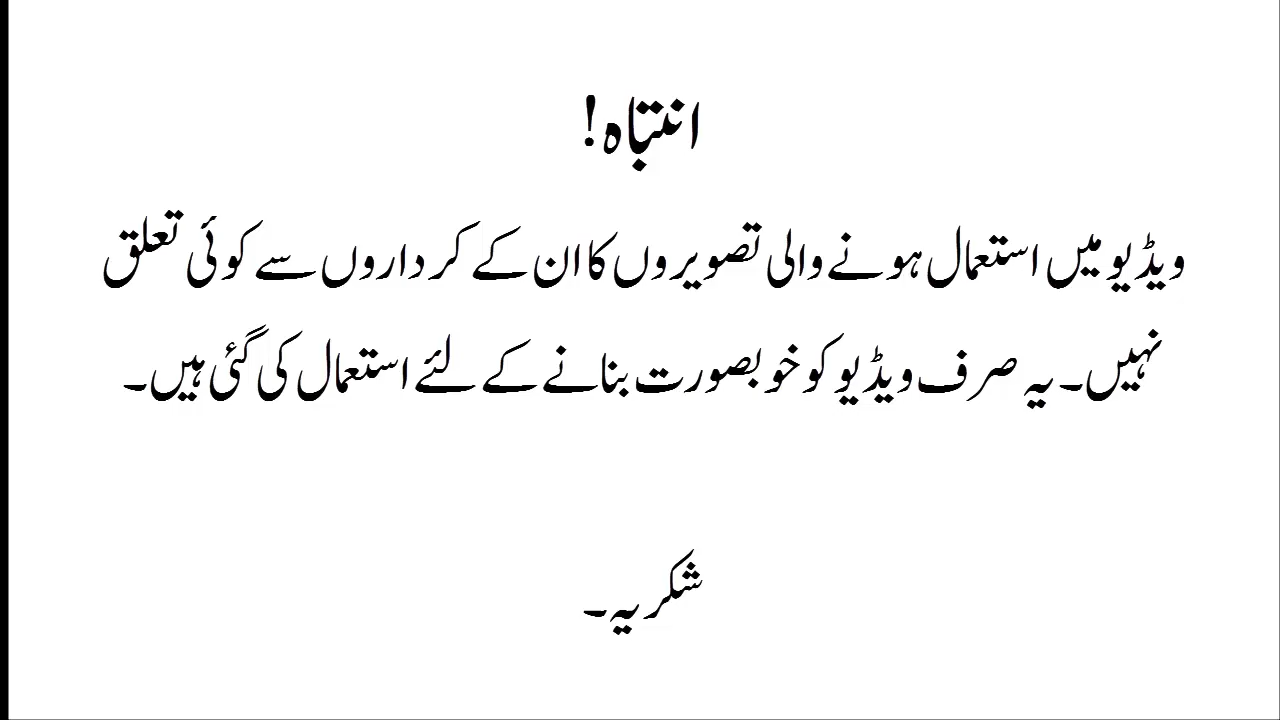 انتباہ!
ویڈیو میں استعمال ہونے والی تصویروں کا ان کے کرداروں سے کوئی تعلق
نہیں۔ یہ صرف ویڈیو کو خوبصورت بنانے کے لئے استعمال کی گئی ہیں۔
شکریہ۔